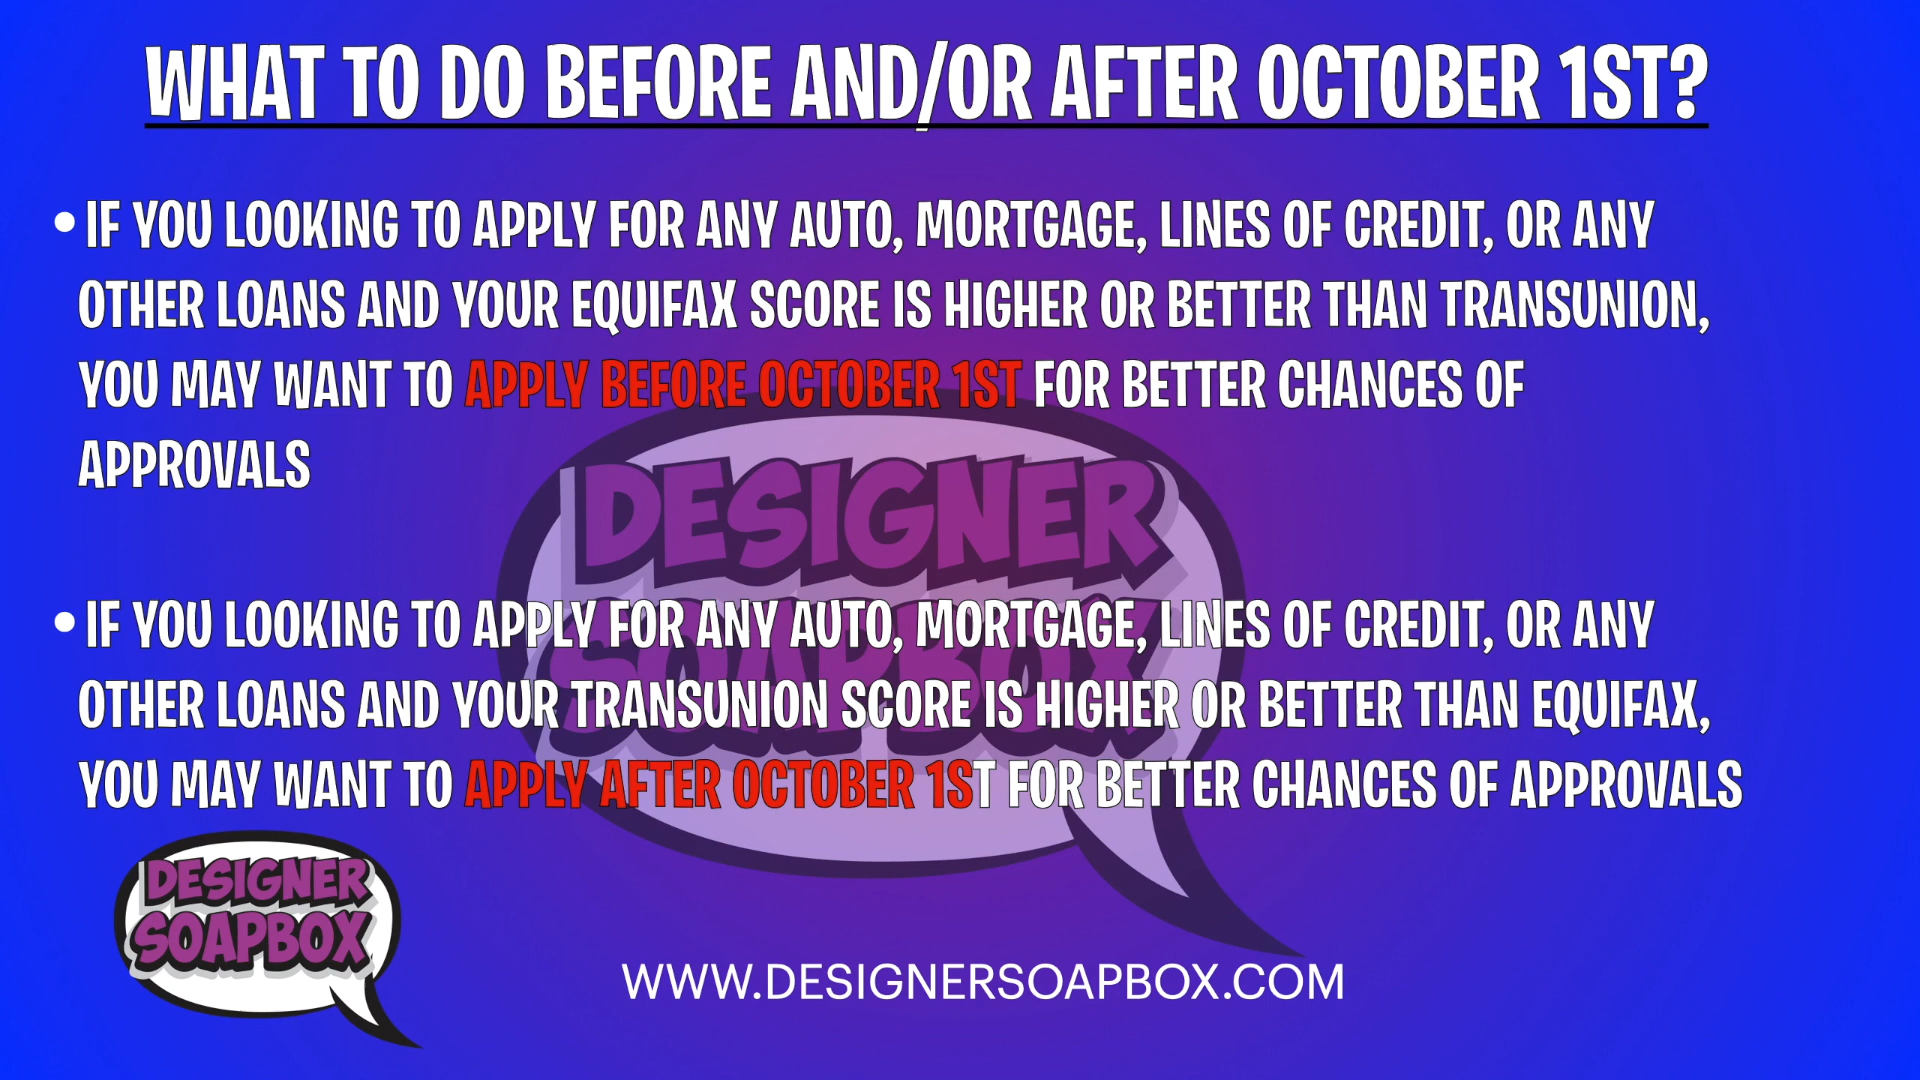 WHAT TO DO BEFORE AND/OR AFTER OCTOBER 1ST?
• IF YOU LOOKING TO APPLY FOR ANY AUTO, MORTGAGE, LINES OF CREDIT, OR ANY
OTHER LOANS AND YOUR EQUIFAX SCORE IS HIGHER OR BETTER THAN TRANSUNION,
YOU MAY WANT TO APPLY BEFORE OCTOBER 1ST FOR BETTER CHANCES OF
APPROVALS
DESIGNER
SOAPBOX
• IF YOU LOOKING TO APPLY FOR ANY AUTO, MORTGAGE, LINES OF CREDIT, OR ANY
OTHER LOANS AND YOUR TRANSUNION SCORE IS HIGHER OR BETTER THAN EQUIFAX,
YOU MAY WANT TO APPLY AFTER OCTOBER 1ST FOR BETTER CHANCES OF APPROVALS
DESIGNER
SOAPBOX
WWW.DESIGNERSOAPBOX.COM